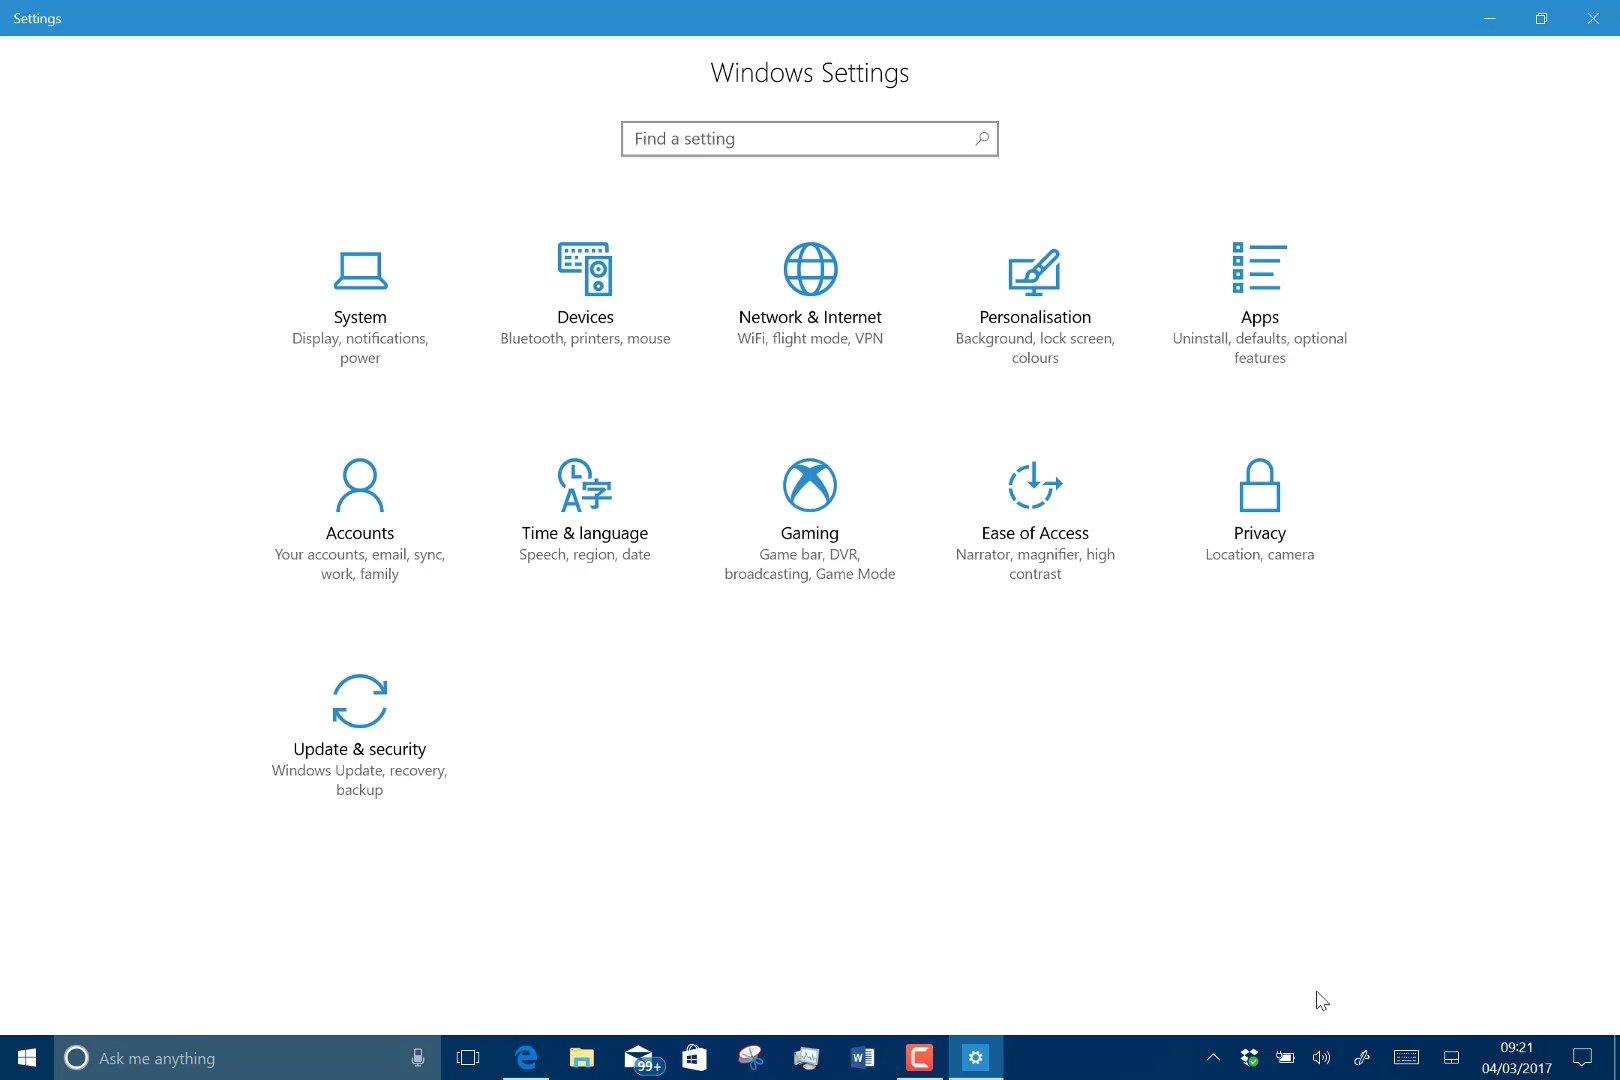 Settings
Windows Settings
Find a setting
System
Display, notifications,
power
Devices
Bluetooth, printers, mouse
Network & Internet
WiFi, flight mode, VPN
Personalisation
Background, lock screen,
colours
Apps
Uninstall, defaults, optional
features
Accounts
Your accounts, email, sync,
work, family
Time & language
Speech, region, date
Gaming
Game bar, DVR,
broadcasting, Game Mode
Ease of Access
Narrator, magnifier, high
contrast
Privacy
Location, camera
Update & security
Windows Update, recovery,
backup
Ask me anything
99+
09:21
04/03/2017